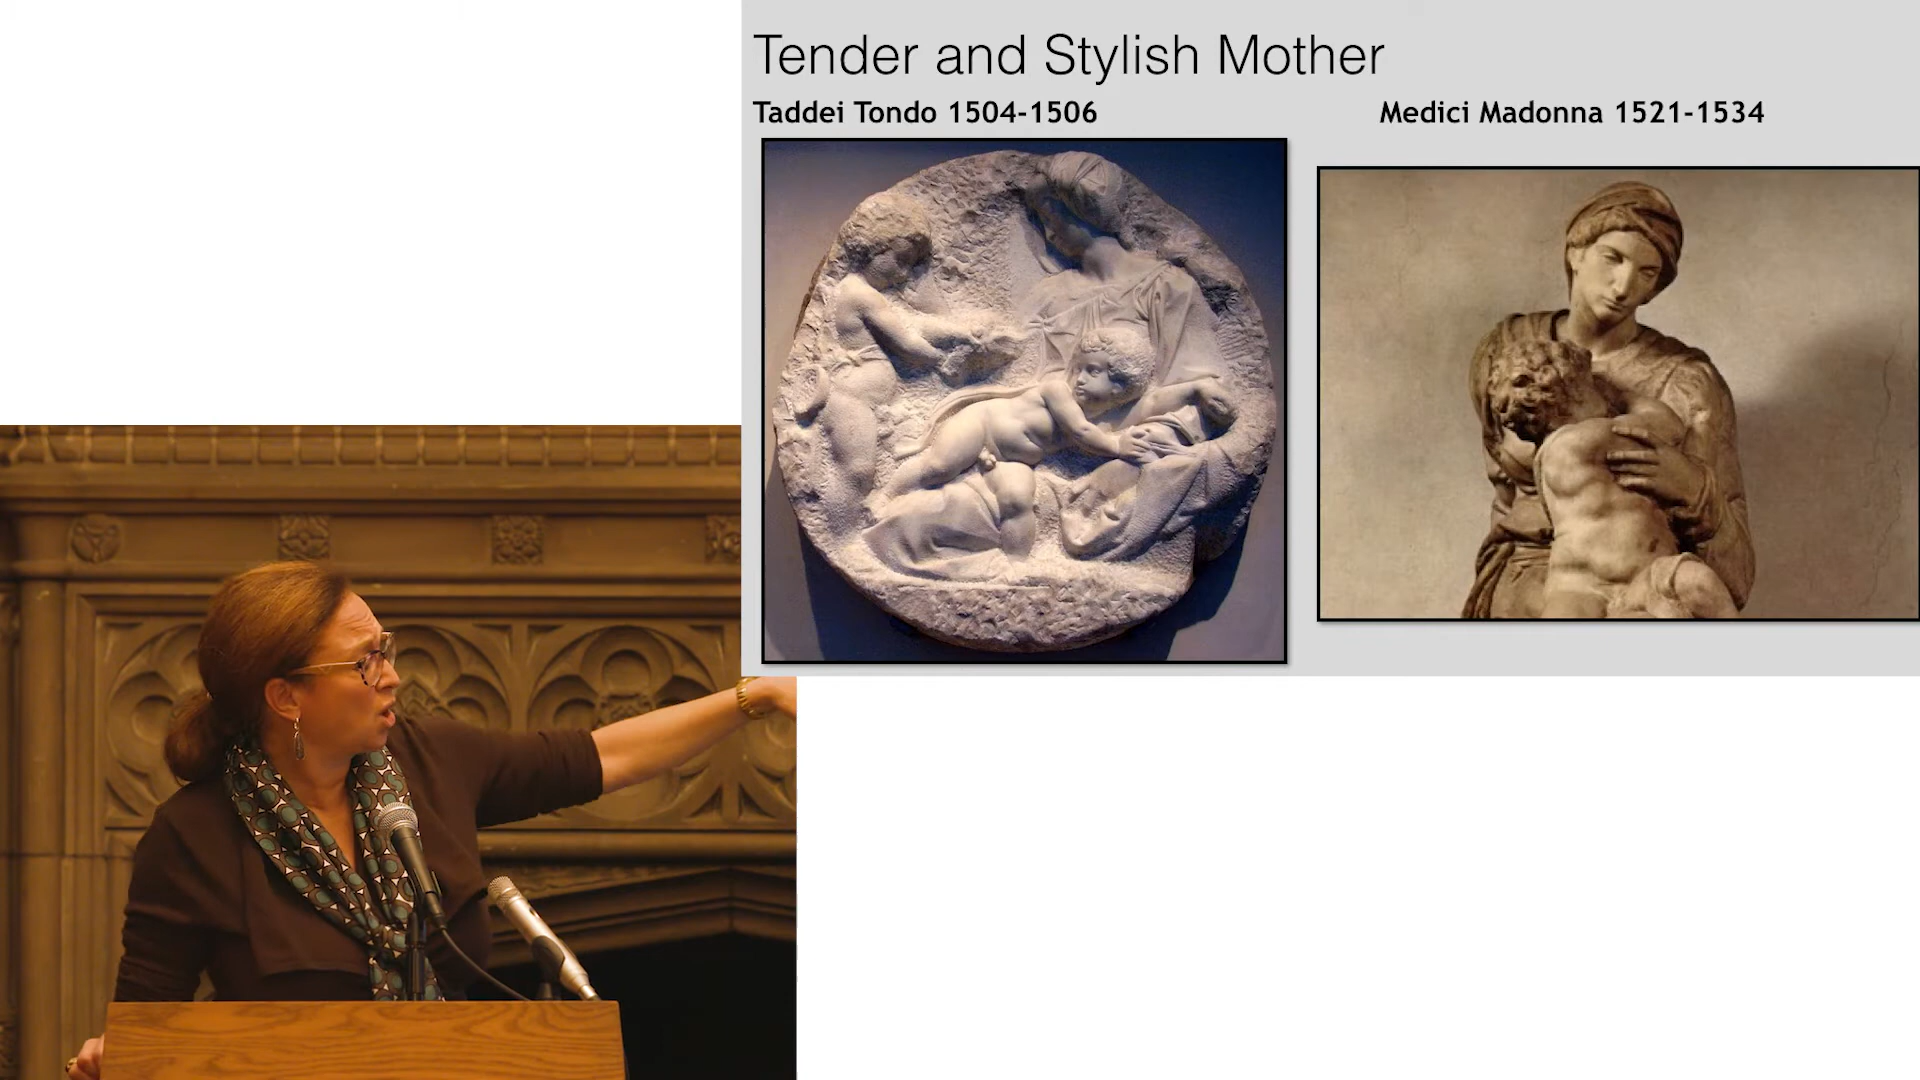 Tender and Stylish Mother
Taddei Tondo 1504-1506
Medici Madonna 1521-1534